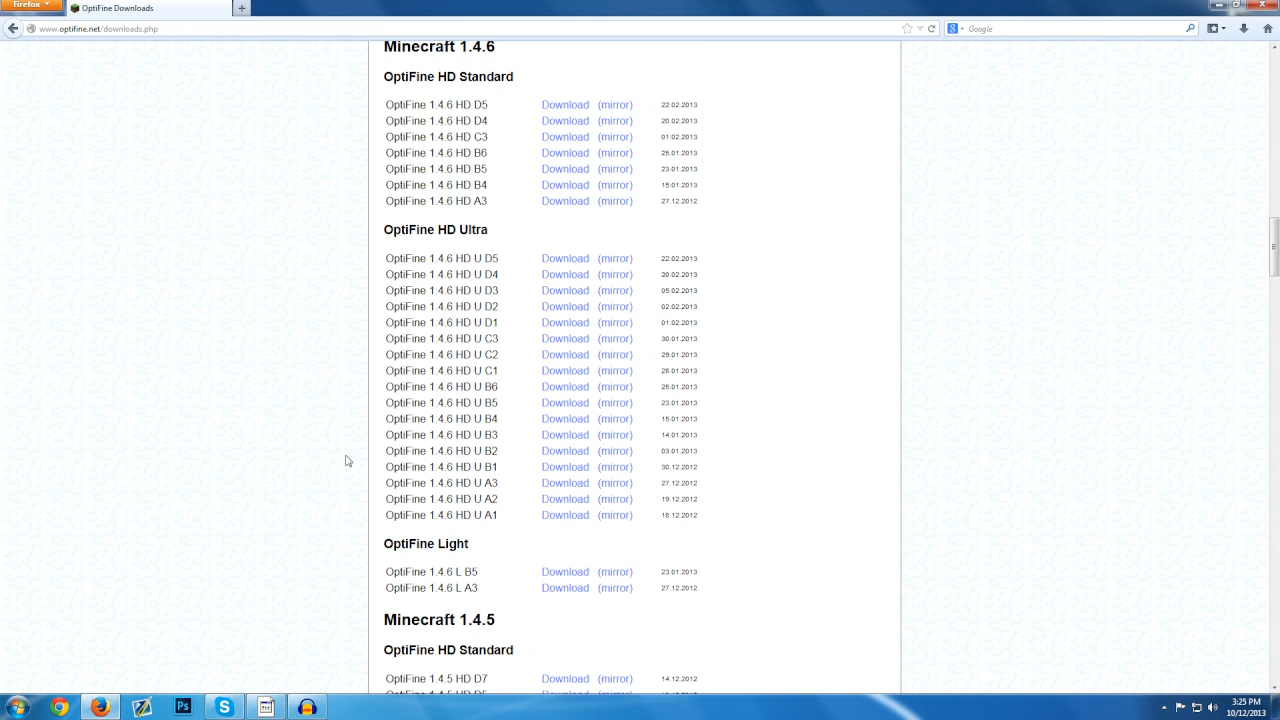 Firefox
OptiFine Downloads
www.optifine.net/downloads.php
Google
Minecraft 1.4.6
OptiFine HD Standard
OptiFine 1.4.6 HD D5 Download (mirror) 22.02.2013
OptiFine 1.4.6 HD D4 Download (mirror) 20.02.2013
OptiFine 1.4.6 HD C3 Download (mirror) 01.02.2013
OptiFine 1.4.6 HD B6 Download (mirror) 25.01.2013
OptiFine 1.4.6 HD B5 Download (mirror) 23.01.2013
OptiFine 1.4.6 HD B4 Download (mirror) 15.01.2013
OptiFine 1.4.6 HD A3 Download (mirror) 27.12.2012
OptiFine HD Ultra
OptiFine 1.4.6 HD U D5 Download (mirror) 22.02.2013
OptiFine 1.4.6 HD U D4 Download (mirror) 20.02.2013
OptiFine 1.4.6 HD U D3 Download (mirror) 05.02.2013
OptiFine 1.4.6 HD U D2 Download (mirror) 02.02.2013
OptiFine 1.4.6 HD U D1 Download (mirror) 01.02.2013
OptiFine 1.4.6 HD U C3 Download (mirror) 30.01.2013
OptiFine 1.4.6 HD U C2 Download (mirror) 29.01.2013
OptiFine 1.4.6 HD U C1 Download (mirror) 28.01.2013
OptiFine 1.4.6 HD U B6 Download (mirror) 25.01.2013
OptiFine 1.4.6 HD U B5 Download (mirror) 23.01.2013
OptiFine 1.4.6 HD U B4 Download (mirror) 15.01.2013
OptiFine 1.4.6 HD U B3 Download (mirror) 14.01.2013
OptiFine 1.4.6 HD U B2 Download (mirror) 03.01.2013
OptiFine 1.4.6 HD U B1 Download (mirror) 30.12.2012
OptiFine 1.4.6 HD U A3 Download (mirror) 27.12.2012
OptiFine 1.4.6 HD U A2 Download (mirror) 19.12.2012
OptiFine 1.4.6 HD U A1 Download (mirror) 18.12.2012
OptiFine Light
OptiFine 1.4.6 L B5 Download (mirror) 23.01.2013
OptiFine 1.4.6 L A3 Download (mirror) 27.12.2012
Minecraft 1.4.5
OptiFine HD Standard
OptiFine 1.4.5 HD D7 Download (mirror) 14.12.2012
Ps
3:25 PM
10/12/2013